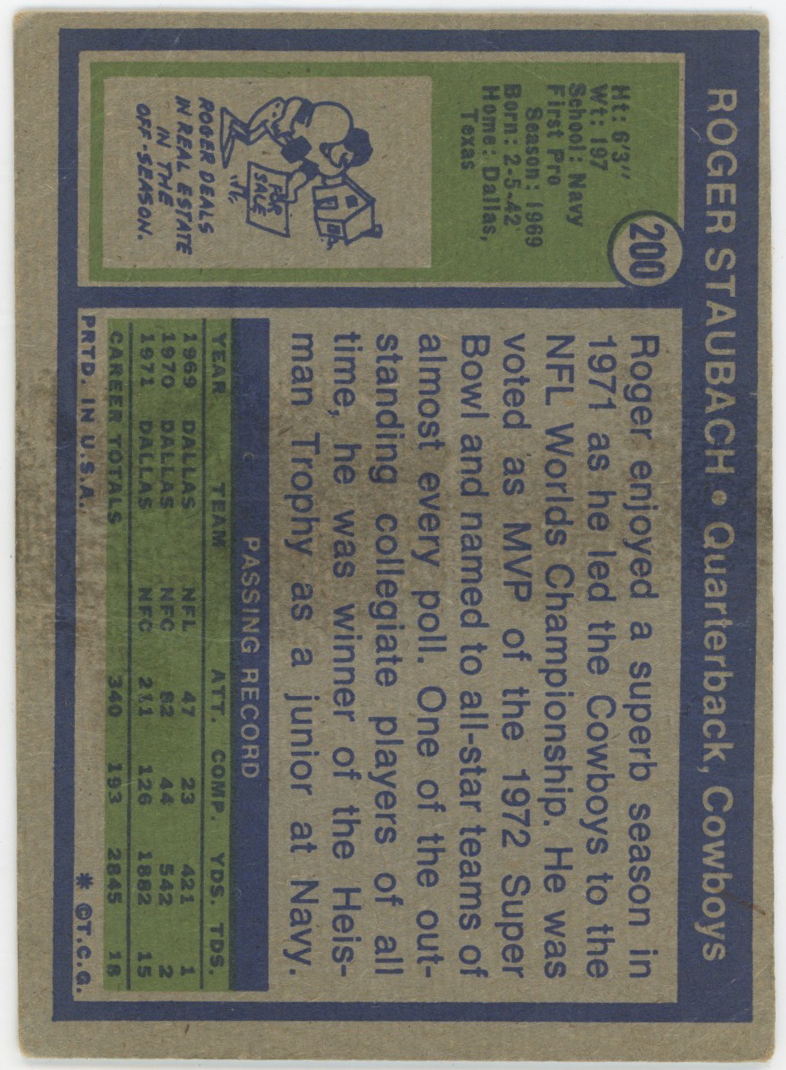 ROGER STAUBACH • Quarterback, Cowboys
200
Ht: 6'3"
Wt: 197
School: Navy
First Pro
Season: 1969
Born: 2-5-42
Home: Dallas,
Texas
FOR
SALE
ROGER DEALS
IN REAL ESTATE
IN THE
OFF-SEASON.
Roger enjoyed a superb season in
1971 as he led the Cowboys to the
NFL Worlds Championship. He was
voted as MVP of the 1972 Super
Bowl and named to all-star teams of
almost every poll. One of the out-
standing collegiate players of all
time, he was winner of the Heis-
man Trophy as a junior at Navy.
PASSING RECORD
YEAR TEAM ATT. COMP. YDS. TDS.
1969 DALLAS NFL 47 23 421 1
1970 DALLAS NFC 82 44 542 2
1971 DALLAS NFC 211 126 1882 15
CAREER TOTALS 340 193 2845 18
PRTD. IN U.S.A. * ©T.C.G.